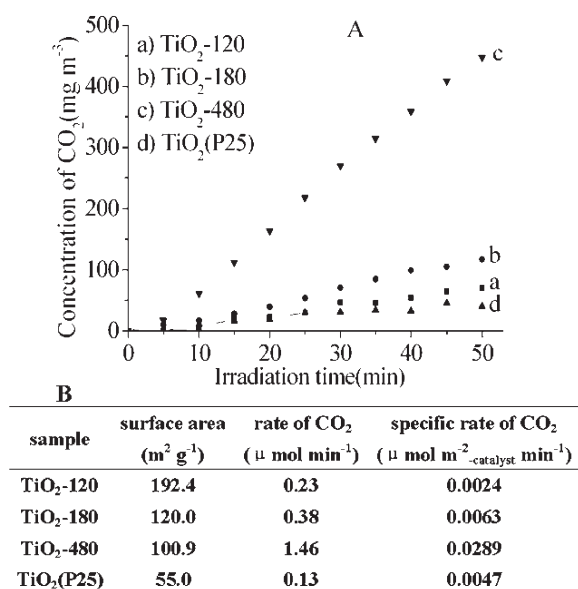 A
a) TiO2-120
b) TiO2-180
c) TiO2-480
d) TiO2(P25)
Concentration of CO2(mg m-3)
500
400
300
200
100
0
c
b
a
d
0 10 20 30 40 50
Irradiation time(min)
B
sample surface area (m2 g-1) rate of CO2 (μ mol min-1) specific rate of CO2 (μ mol m-2-catalyst min-1)
TiO2-120 192.4 0.23 0.0024
TiO2-180 120.0 0.38 0.0063
TiO2-480 100.9 1.46 0.0289
TiO2(P25) 55.0 0.13 0.0047